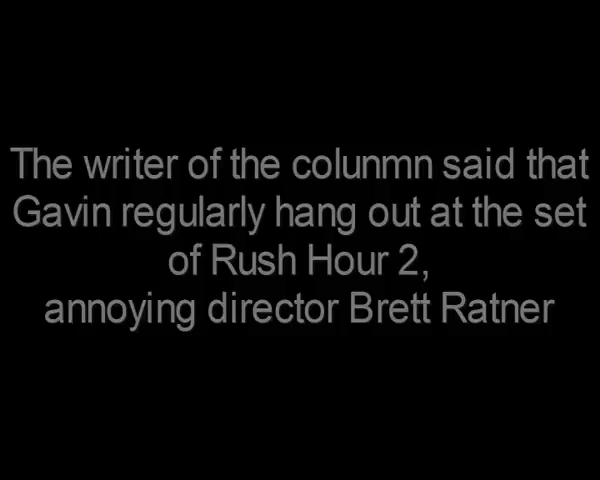 The writer of the colunmn said that
Gavin regularly hang out at the set
of Rush Hour 2,
annoying director Brett Ratner